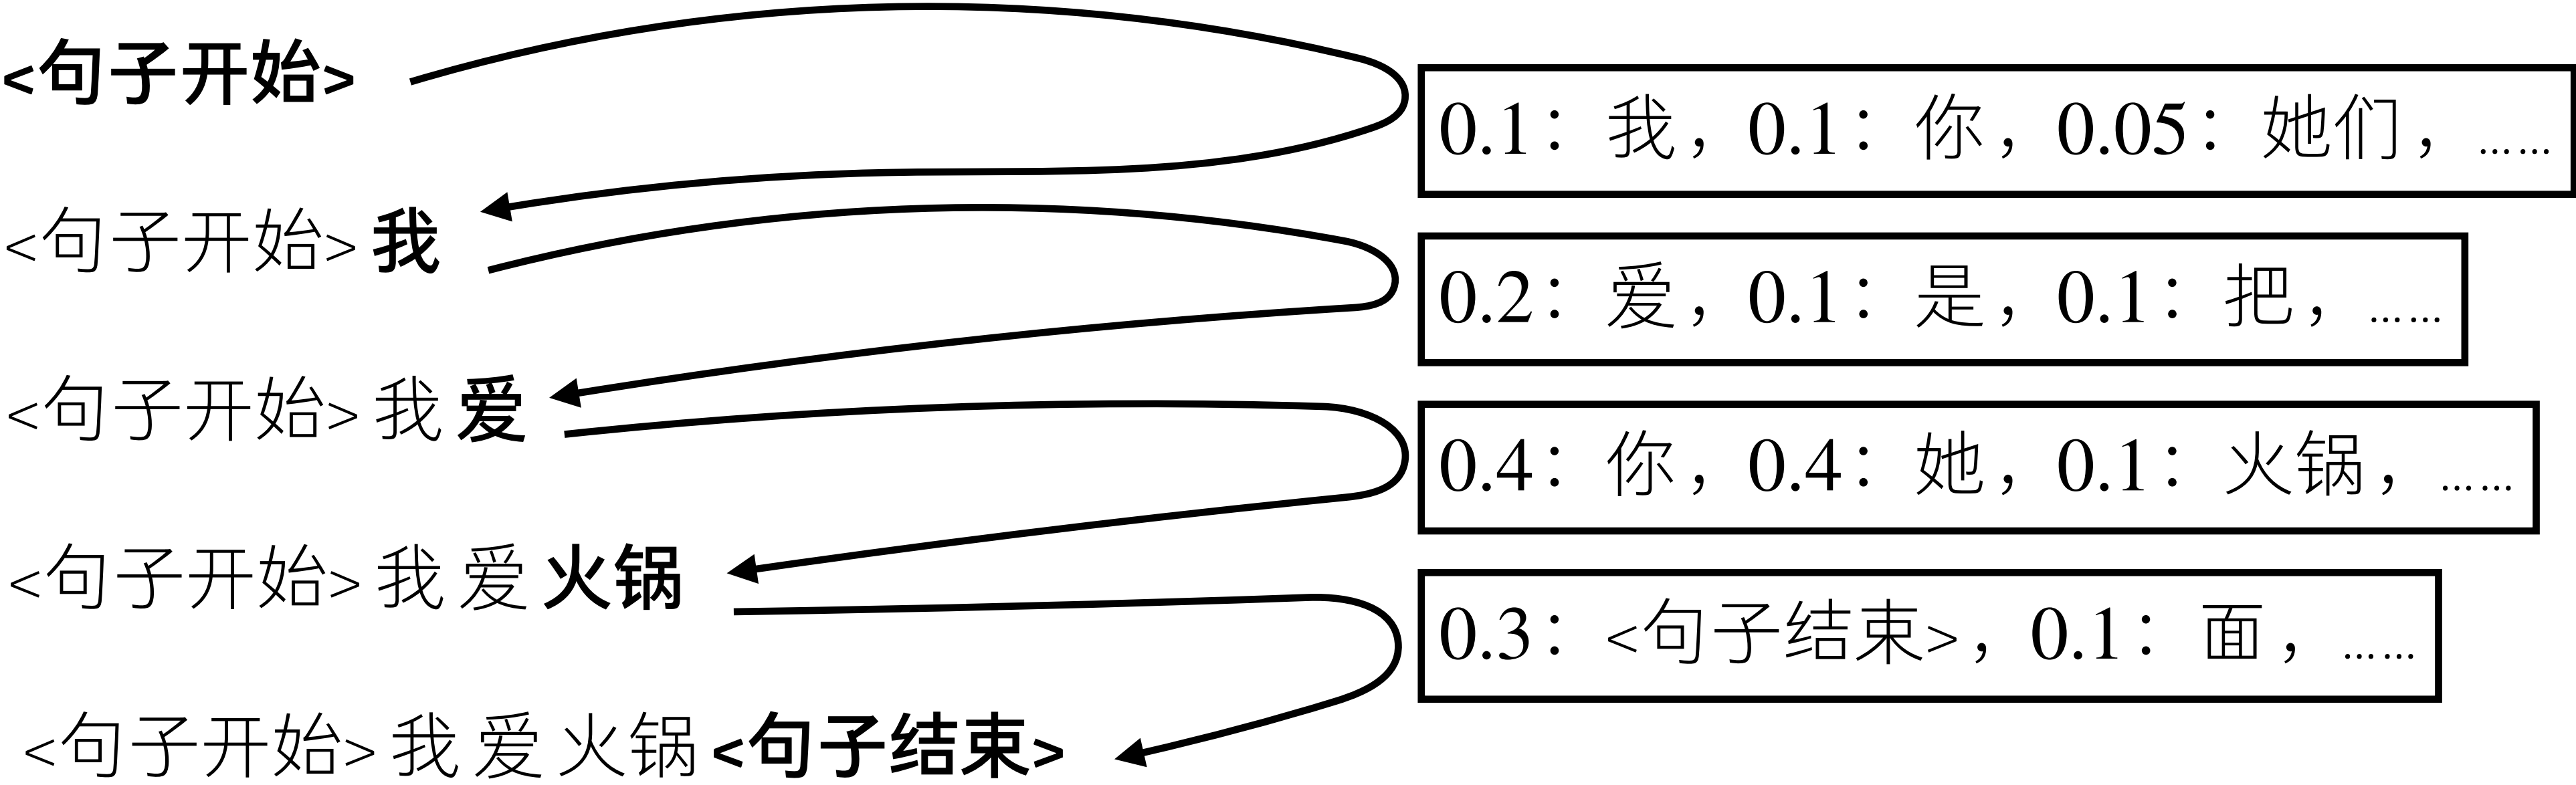 <句子开始>
0.1：我，0.1：你，0.05：她们，……
<句子开始> 我
0.2：爱，0.1：是，0.1：把，……
<句子开始> 我 爱
0.4：你，0.4：她，0.1：火锅，……
<句子开始> 我 爱 火锅
0.3：<句子结束>，0.1：面，……
<句子开始> 我 爱 火锅 <句子结束>